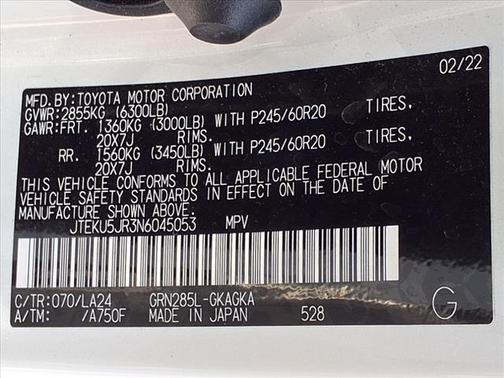 MFD.BY:TOYOTA MOTOR CORPORATION 02/22
GVWR:2855KG (6300LB)
GAWR:FRT. 1360KG (3000LB) WITH P245/60R20 TIRES,
20X7J RIMS,
RR. 1560KG (3450LB) WITH P245/60R20 TIRES,
20X7J RIMS.
THIS VEHICLE CONFORMS TO ALL APPLICABLE FEDERAL MOTOR
VEHICLE SAFETY STANDARDS IN EFFECT ON THE DATE OF
MANUFACTURE SHOWN ABOVE.
JTEKU5JR3N6045053 MPV
C/TR:070/LA24 GRN285L-GKAGKA
A/TM: /A750F MADE IN JAPAN 528 G